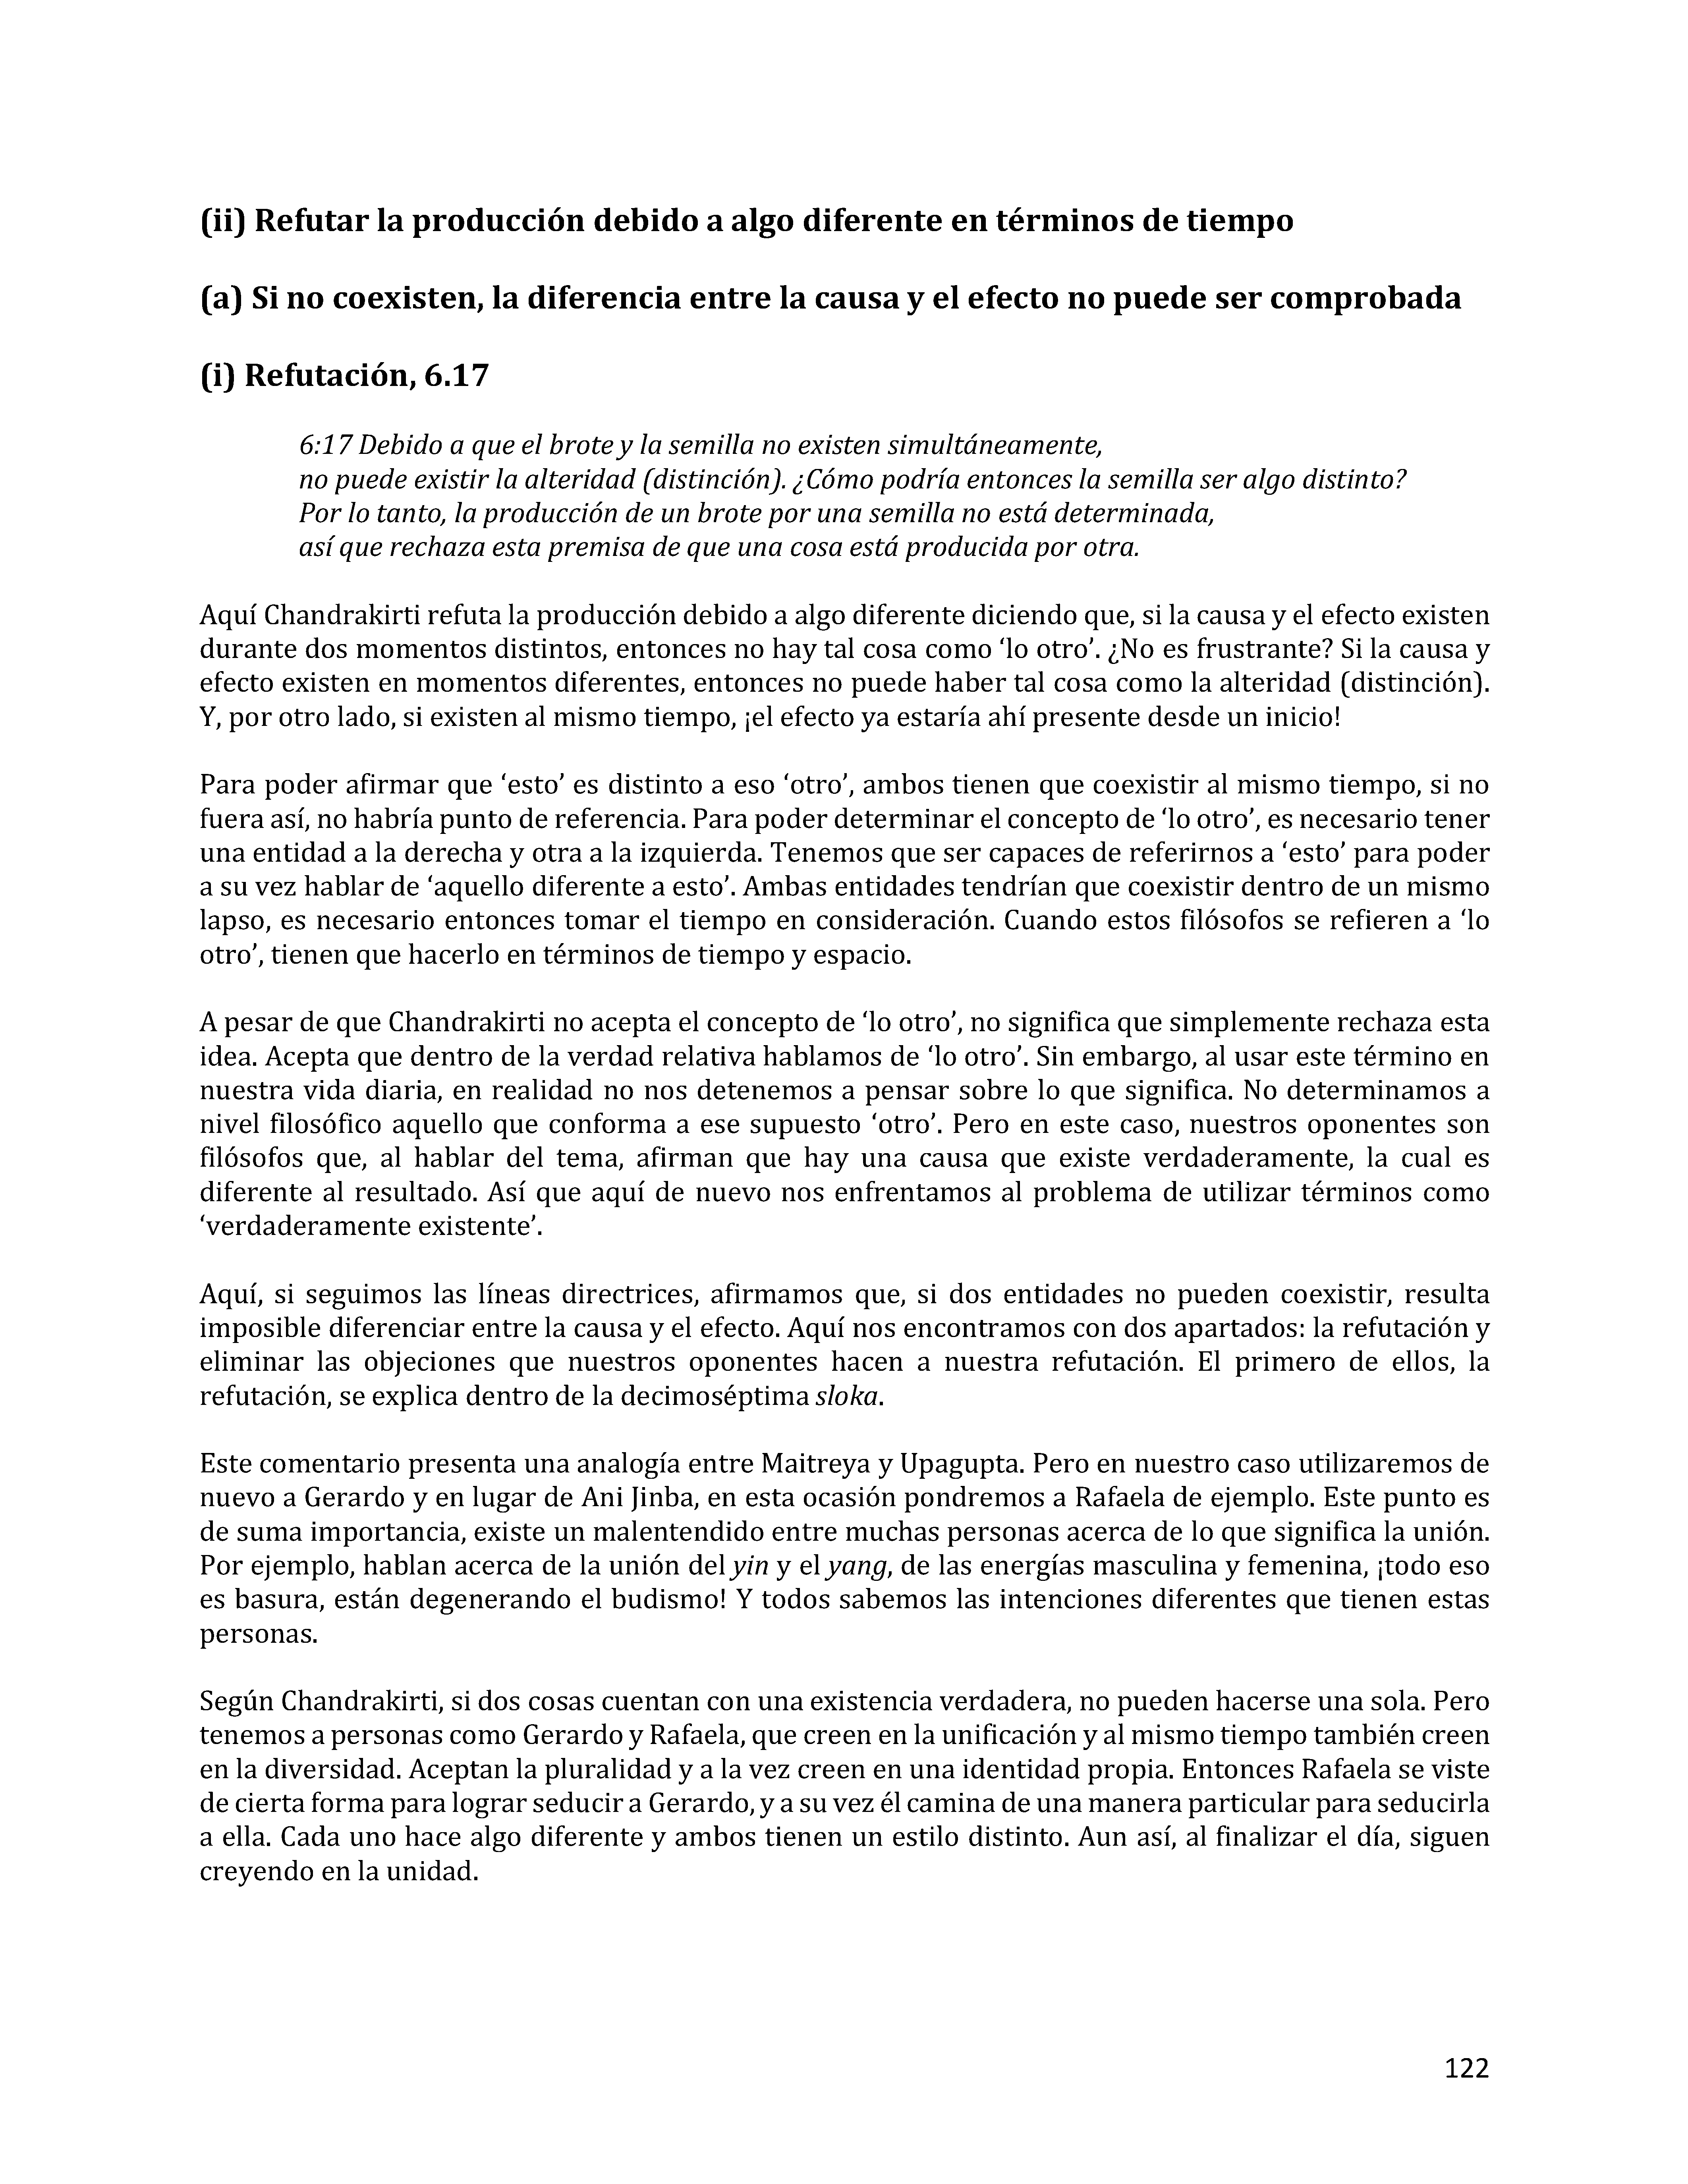 (ii) Refutar la producción debido a algo diferente en términos de tiempo
(a) Si no coexisten, la diferencia entre la causa y el efecto no puede ser comprobada
(i) Refutación, 6.17
6:17 Debido a que el brote y la semilla no existen simultáneamente,
no puede existir la alteridad (distinción). ¿Cómo podría entonces la semilla ser algo distinto?
Por lo tanto, la producción de un brote por una semilla no está determinada,
así que rechaza esta premisa de que una cosa está producida por otra.
Aquí Chandrakirti refuta la producción debido a algo diferente diciendo que, si la causa y el efecto existen
durante dos momentos distintos, entonces no hay tal cosa como ‘lo otro’. ¿No es frustrante? Si la causa y
efecto existen en momentos diferentes, entonces no puede haber tal cosa como la alteridad (distinción).
Y, por otro lado, si existen al mismo tiempo, ¡el efecto ya estaría ahí presente desde un inicio!
Para poder afirmar que ‘esto’ es distinto a eso ‘otro’, ambos tienen que coexistir al mismo tiempo, si no
fuera así, no habría punto de referencia. Para poder determinar el concepto de ‘lo otro’, es necesario tener
una entidad a la derecha y otra a la izquierda. Tenemos que ser capaces de referirnos a ‘esto’ para poder
a su vez hablar de ‘aquello diferente a esto’. Ambas entidades tendrían que coexistir dentro de un mismo
lapso, es necesario entonces tomar el tiempo en consideración. Cuando estos filósofos se refieren a ‘lo
otro’, tienen que hacerlo en términos de tiempo y espacio.
A pesar de que Chandrakirti no acepta el concepto de ‘lo otro’, no significa que simplemente rechaza esta
idea. Acepta que dentro de la verdad relativa hablamos de ‘lo otro’. Sin embargo, al usar este término en
nuestra vida diaria, en realidad no nos detenemos a pensar sobre lo que significa. No determinamos a
nivel filosófico aquello que conforma a ese supuesto ‘otro’. Pero en este caso, nuestros oponentes son
filósofos que, al hablar del tema, afirman que hay una causa que existe verdaderamente, la cual es
diferente al resultado. Así que aquí de nuevo nos enfrentamos al problema de utilizar términos como
‘verdaderamente existente’.
Aquí, si seguimos las líneas directrices, afirmamos que, si dos entidades no pueden coexistir, resulta
imposible diferenciar entre la causa y el efecto. Aquí nos encontramos con dos apartados: la refutación y
eliminar las objeciones que nuestros oponentes hacen a nuestra refutación. El primero de ellos, la
refutación, se explica dentro de la decimoséptima sloka.
Este comentario presenta una analogía entre Maitreya y Upagupta. Pero en nuestro caso utilizaremos de
nuevo a Gerardo y en lugar de Ani Jinba, en esta ocasión pondremos a Rafaela de ejemplo. Este punto es
de suma importancia, existe un malentendido entre muchas personas acerca de lo que significa la unión.
Por ejemplo, hablan acerca de la unión del yin y el yang, de las energías masculina y femenina, ¡todo eso
es basura, están degenerando el budismo! Y todos sabemos las intenciones diferentes que tienen estas
personas.
Según Chandrakirti, si dos cosas cuentan con una existencia verdadera, no pueden hacerse una sola. Pero
tenemos a personas como Gerardo y Rafaela, que creen en la unificación y al mismo tiempo también creen
en la diversidad. Aceptan la pluralidad y a la vez creen en una identidad propia. Entonces Rafaela se viste
de cierta forma para lograr seducir a Gerardo, y a su vez él camina de una manera particular para seducirla
a ella. Cada uno hace algo diferente y ambos tienen un estilo distinto. Aun así, al finalizar el día, siguen
creyendo en la unidad.
122